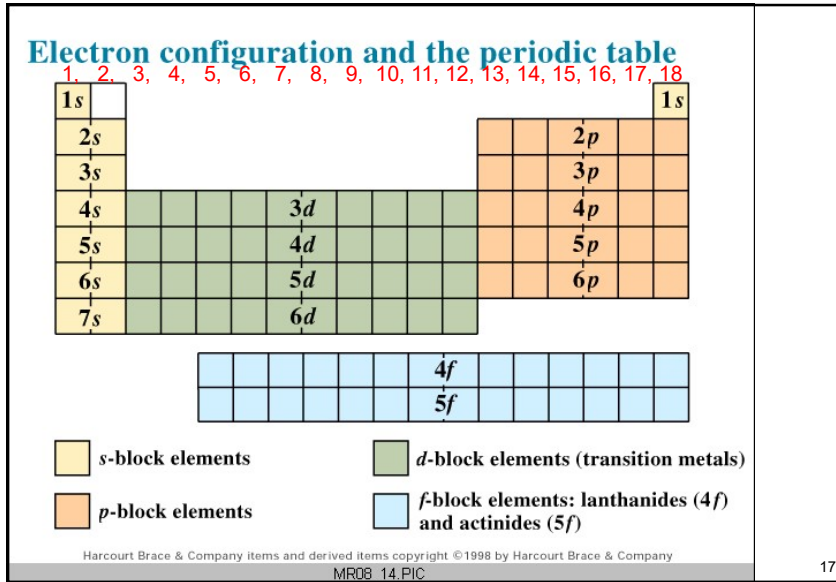 Electron configuration and the periodic table
1, 2, 3, 4, 5, 6, 7, 8, 9, 10, 11, 12, 13, 14, 15, 16, 17, 18
1s 1s
2s 2p
3s 3p
4s 3d 4p
5s 4d 5p
6s 5d 6p
7s 6d
4f
5f
s-block elements
d-block elements (transition metals)
p-block elements
f-block elements: lanthanides (4f)
and actinides (5f)
Harcourt Brace & Company items and derived items copyright ©1998 by Harcourt Brace & Company
MR08_14.PIC
17